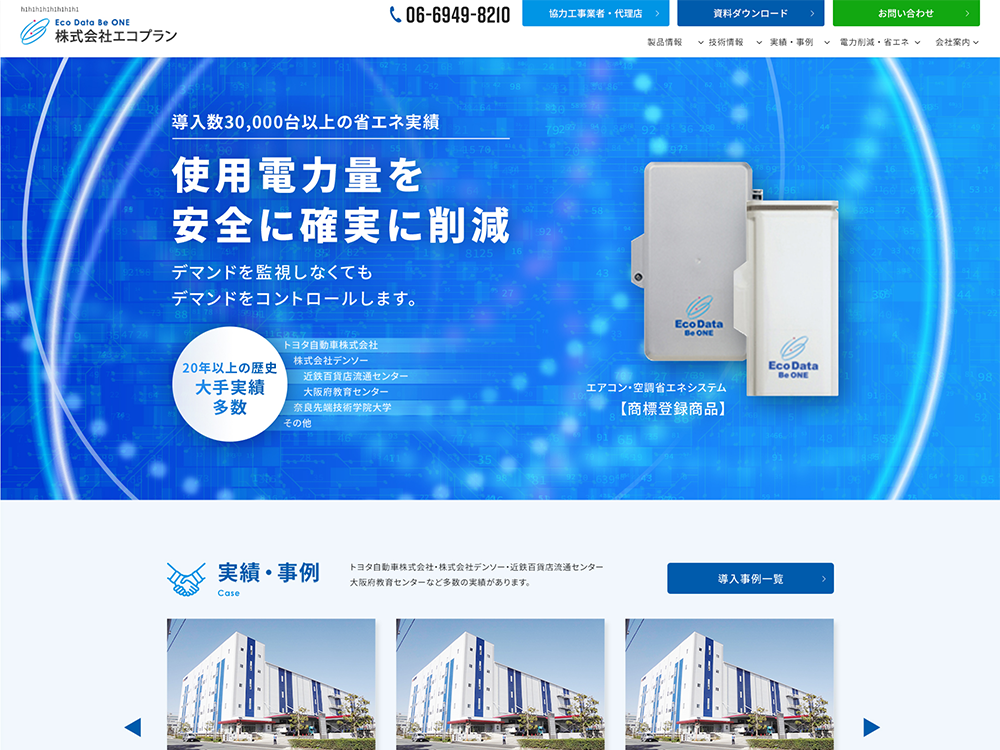 h1h1h1h1h1h1h1h1
Eco Data Be ONE
株式会社エコプラン
06-6949-8210
協力工事業者・代理店
資料ダウンロード
お問い合わせ
製品情報
技術情報
実績・事例
電力削減・省エネ
会社案内
導入数30,000台以上の省エネ実績
使用電力量を
安全に確実に削減
デマンドを監視しなくても
デマンドをコントロールします。
20年以上の歴史
大手実績
多数
トヨタ自動車株式会社
株式会社デンソー
近鉄百貨店流通センター
大阪府教育センター
奈良先端技術学院大学
その他
Eco Data
Be ONE
Eco Data
Be ONE
エアコン・空調省エネシステム
【商標登録商品】
実績・事例
Case
トヨタ自動車株式会社・株式会社デンソー・近鉄百貨店流通センター
大阪府教育センターなど多数の実績があります。
導入事例一覧